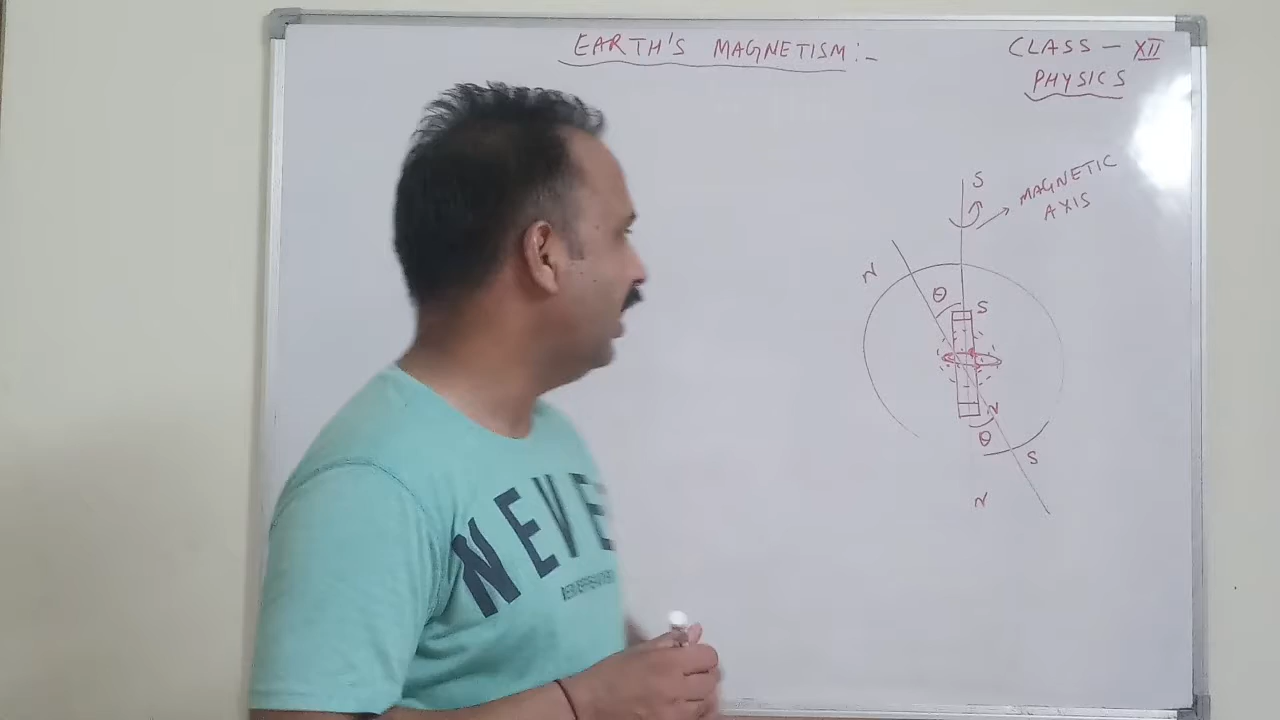 EARTH'S MAGNETISM:-
CLASS - XII
PHYSICS
S
MAGNETIC
AXIS
N
θ
S
N
θ
S
N
NEVE